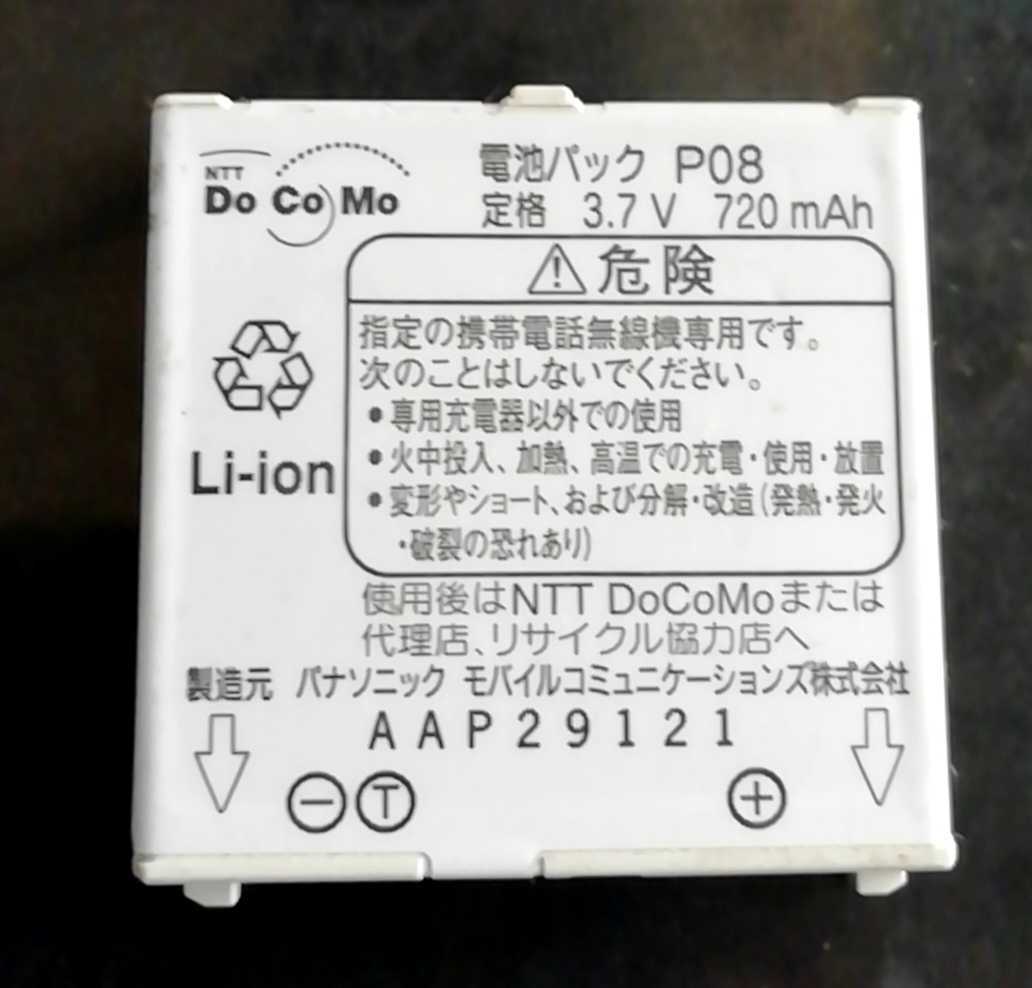 NTT
Do Co Mo
電池パック P08
定格 3.7 V 720 mAh
⚠危険
指定の携帯電話無線機専用です。
次のことはしないでください。
•専用充電器以外での使用
•火中投入、加熱、高温での充電・使用・放置
•変形やショート、および分解・改造(発熱・発火
・破裂の恐れあり)
Li-ion
使用後はNTT DoCoMoまたは
代理店、リサイクル協力店へ
製造元 パナソニック モバイルコミュニケーションズ株式会社
AAP29121
⊖ Ⓣ ⊕